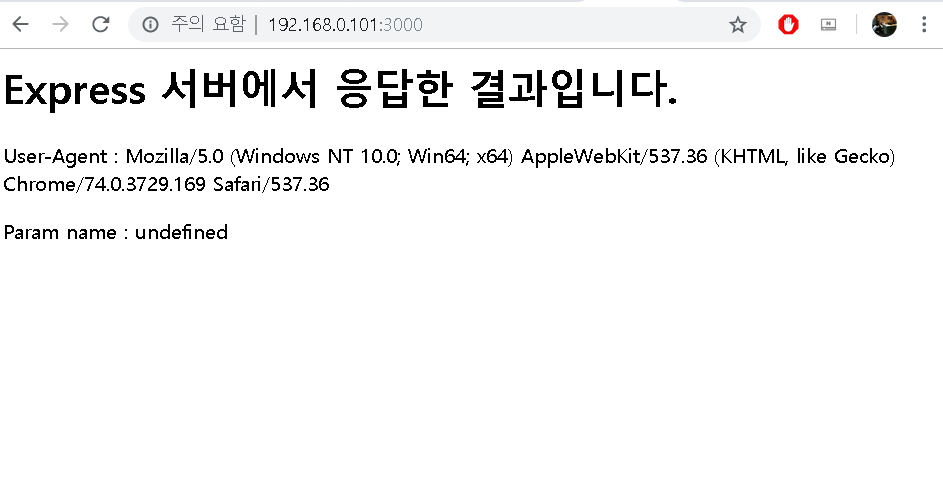 주의 요함 | 192.168.0.101:3000
Express 서버에서 응답한 결과입니다.
User-Agent : Mozilla/5.0 (Windows NT 10.0; Win64; x64) AppleWebKit/537.36 (KHTML, like Gecko)
Chrome/74.0.3729.169 Safari/537.36
Param name : undefined